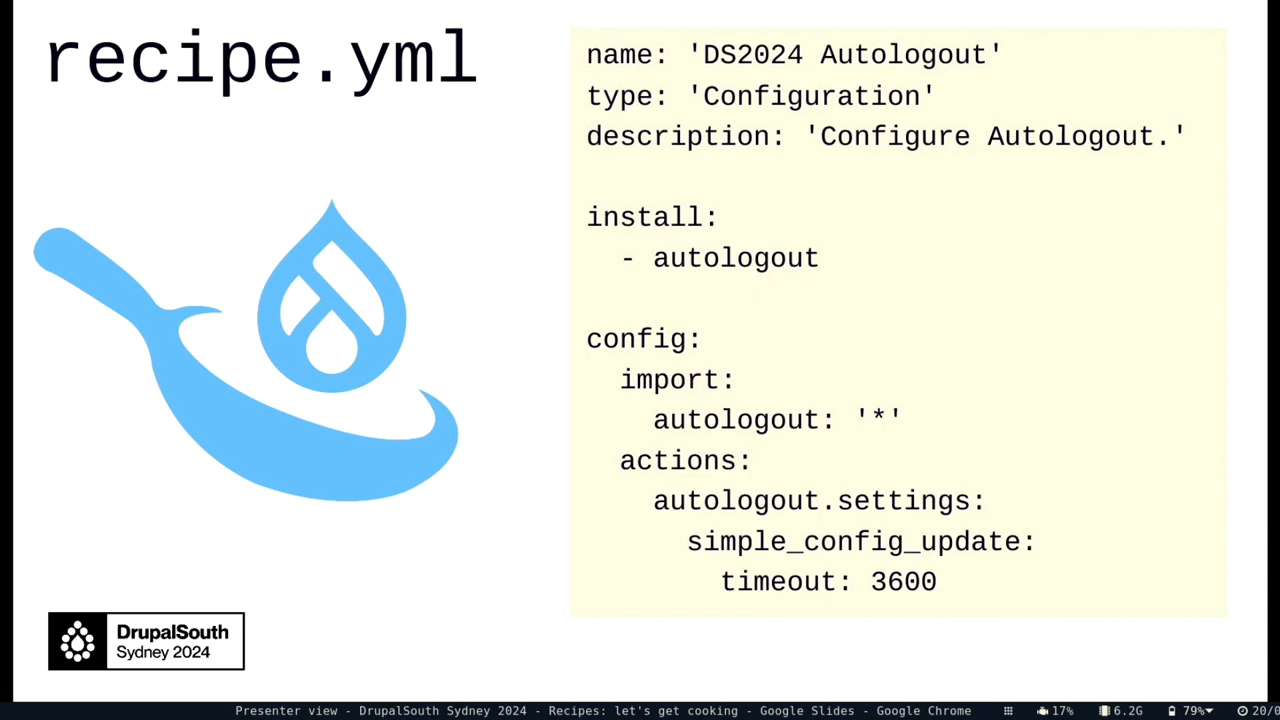 recipe.yml
name: 'DS2024 Autologout'
type: 'Configuration'
description: 'Configure Autologout.'
install:
  - autologout
config:
  import:
    autologout: '*'
  actions:
    autologout.settings:
      simple_config_update:
        timeout: 3600
DrupalSouth
Sydney 2024
Presenter view - DrupalSouth Sydney 2024 - Recipes: let's get cooking - Google Slides - Google Chrome
17%
6.2G
79%